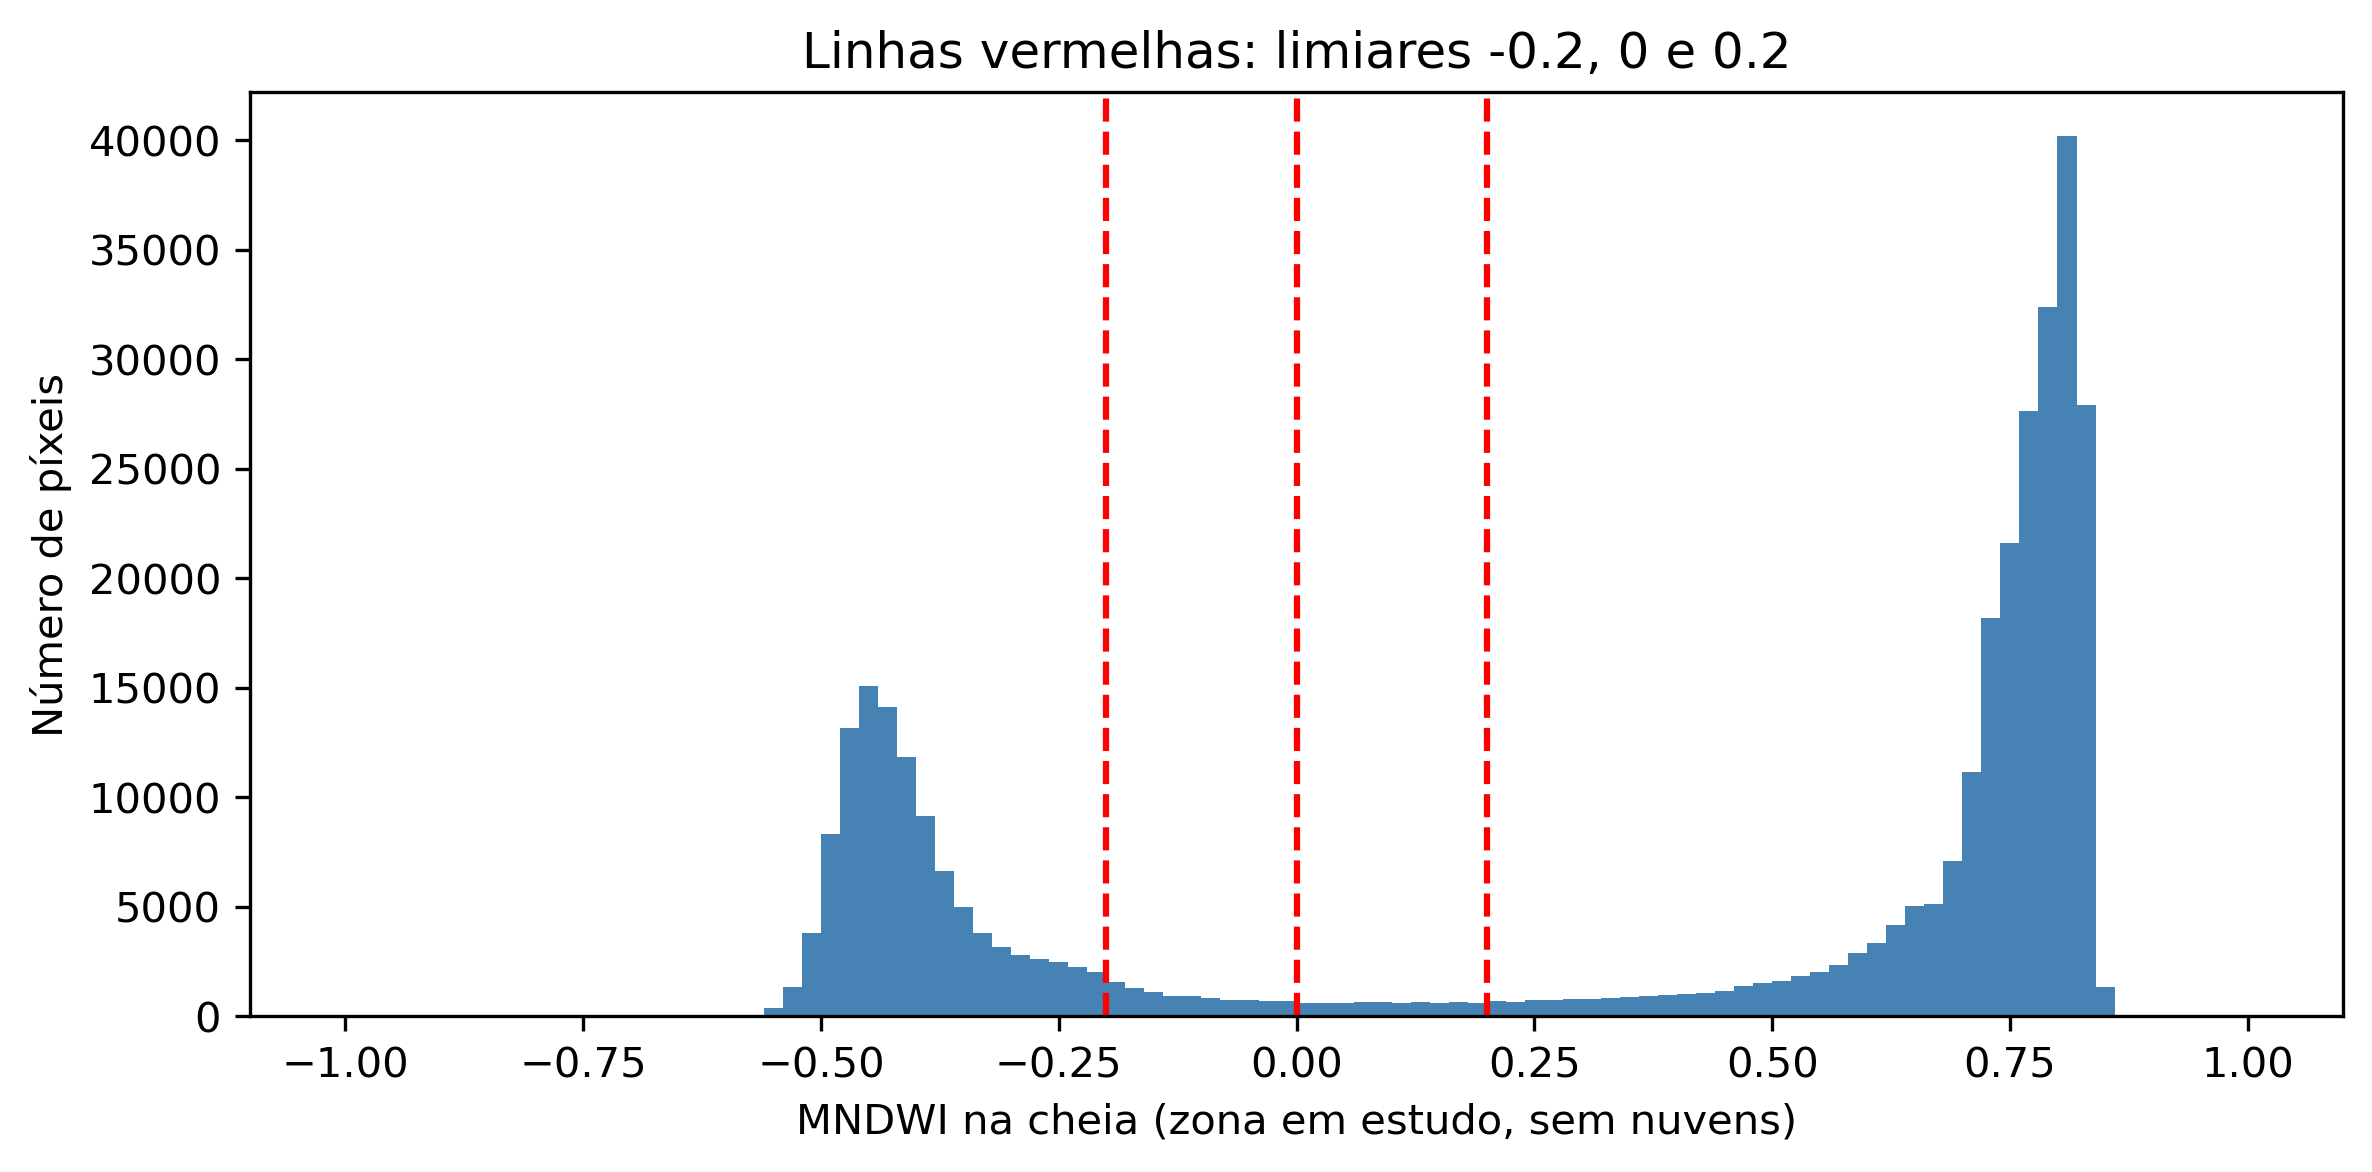 Linhas vermelhas: limiares -0.2, 0 e 0.2
Número de píxeis
40000
35000
30000
25000
20000
15000
10000
5000
0
−1.00 −0.75 −0.50 −0.25 0.00 0.25 0.50 0.75 1.00
MNDWI na cheia (zona em estudo, sem nuvens)